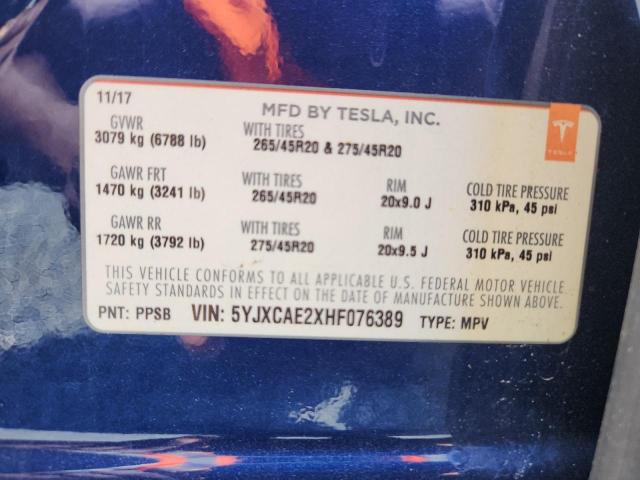 11/17
MFD BY TESLA, INC.
TESLA
GVWR WITH TIRES
3079 kg (6788 lb) 265/45R20 & 275/45R20
GAWR FRT WITH TIRES RIM COLD TIRE PRESSURE
1470 kg (3241 lb) 265/45R20 20x9.0 J 310 kPa, 45 psi
GAWR RR WITH TIRES RIM COLD TIRE PRESSURE
1720 kg (3792 lb) 275/45R20 20x9.5 J 310 kPa, 45 psi
THIS VEHICLE CONFORMS TO ALL APPLICABLE U.S. FEDERAL MOTOR VEHICLE
SAFETY STANDARDS IN EFFECT ON THE DATE OF MANUFACTURE SHOWN ABOVE.
PNT: PPSB VIN: 5YJXCAE2XHF076389 TYPE: MPV